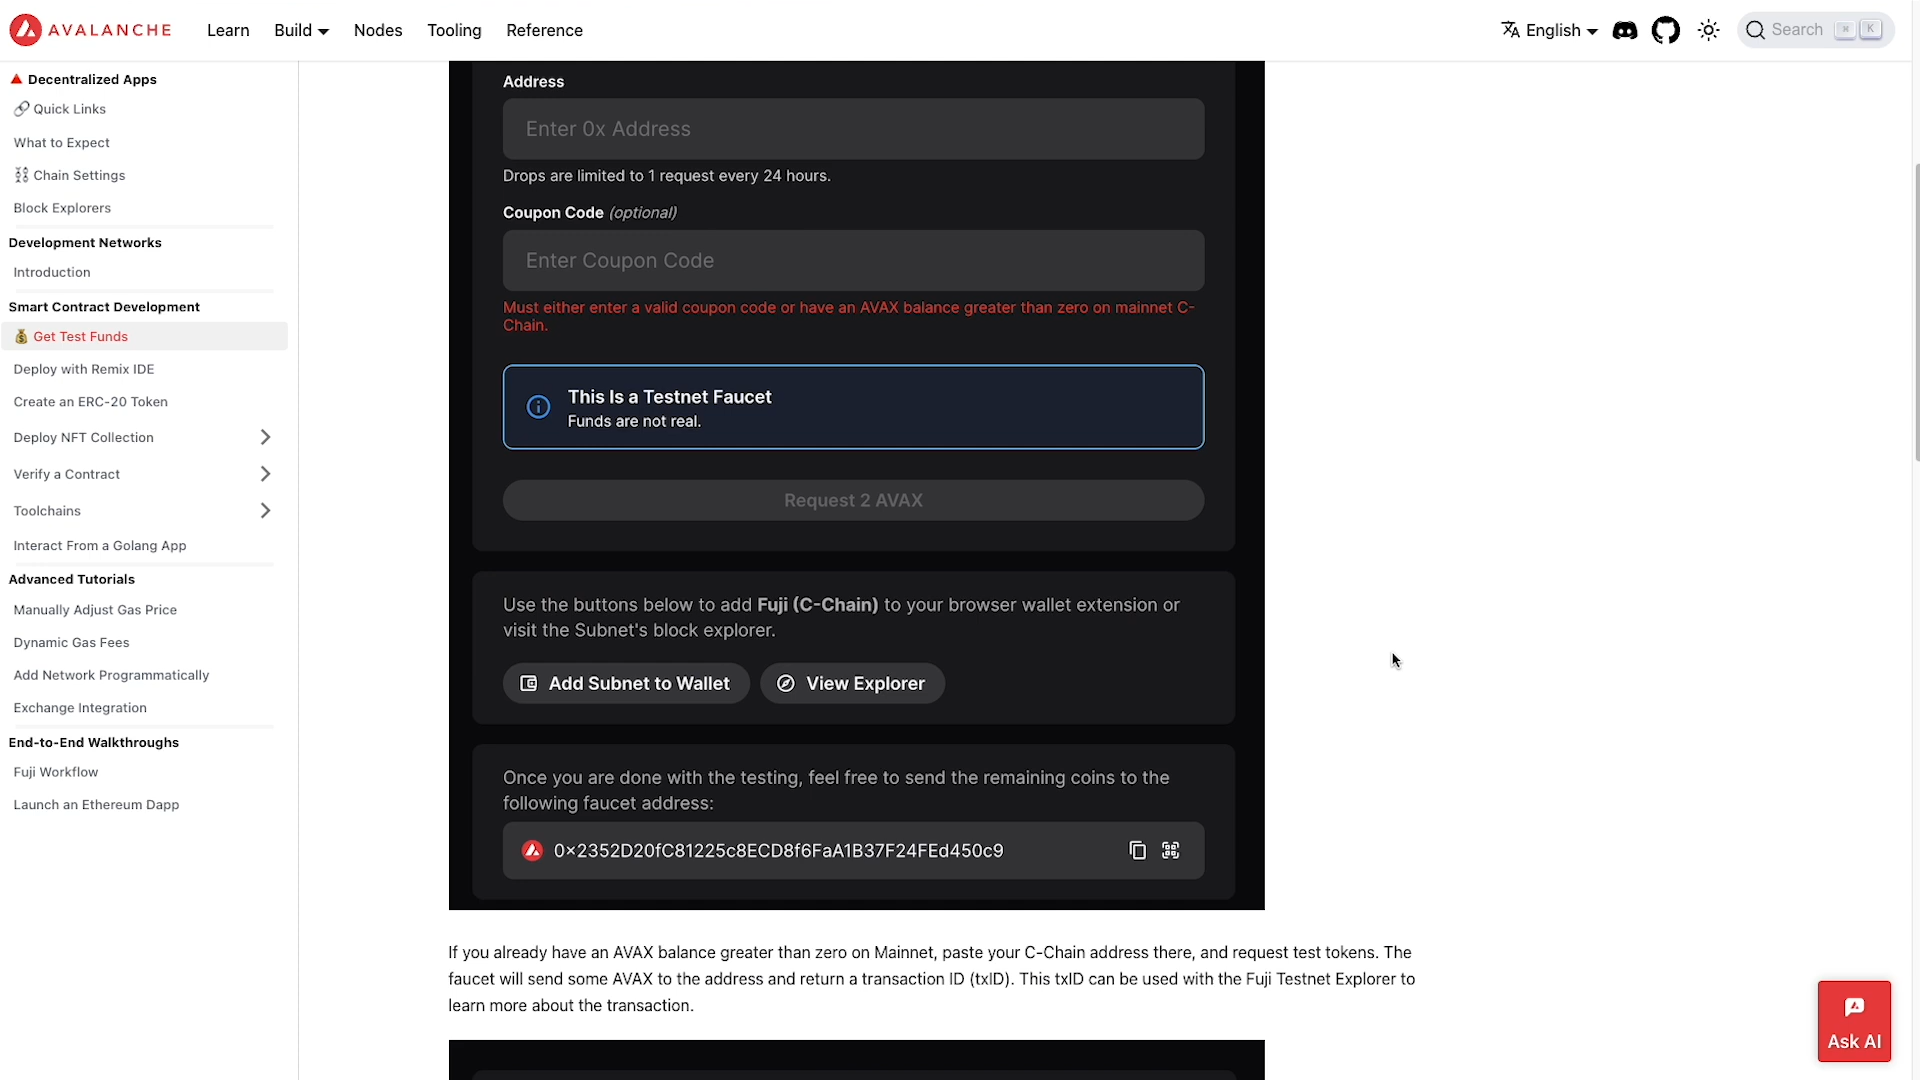 AVALANCHE Learn Build Nodes Tooling Reference English Search ⌘ K
Decentralized Apps
Quick Links
What to Expect
Chain Settings
Block Explorers
Development Networks
Introduction
Smart Contract Development
Get Test Funds
Deploy with Remix IDE
Create an ERC-20 Token
Deploy NFT Collection
Verify a Contract
Toolchains
Interact From a Golang App
Advanced Tutorials
Manually Adjust Gas Price
Dynamic Gas Fees
Add Network Programmatically
Exchange Integration
End-to-End Walkthroughs
Fuji Workflow
Launch an Ethereum Dapp
Address
Enter 0x Address
Drops are limited to 1 request every 24 hours.
Coupon Code (optional)
Enter Coupon Code
Must either enter a valid coupon code or have an AVAX balance greater than zero on mainnet C-
Chain.
This Is a Testnet Faucet
Funds are not real.
Request 2 AVAX
Use the buttons below to add Fuji (C-Chain) to your browser wallet extension or
visit the Subnet's block explorer.
Add Subnet to Wallet View Explorer
Once you are done with the testing, feel free to send the remaining coins to the
following faucet address:
0x2352D20fC81225c8ECD8f6FaA1B37F24FEd450c9
If you already have an AVAX balance greater than zero on Mainnet, paste your C-Chain address there, and request test tokens. The
faucet will send some AVAX to the address and return a transaction ID (txID). This txID can be used with the Fuji Testnet Explorer to
learn more about the transaction.
Ask AI